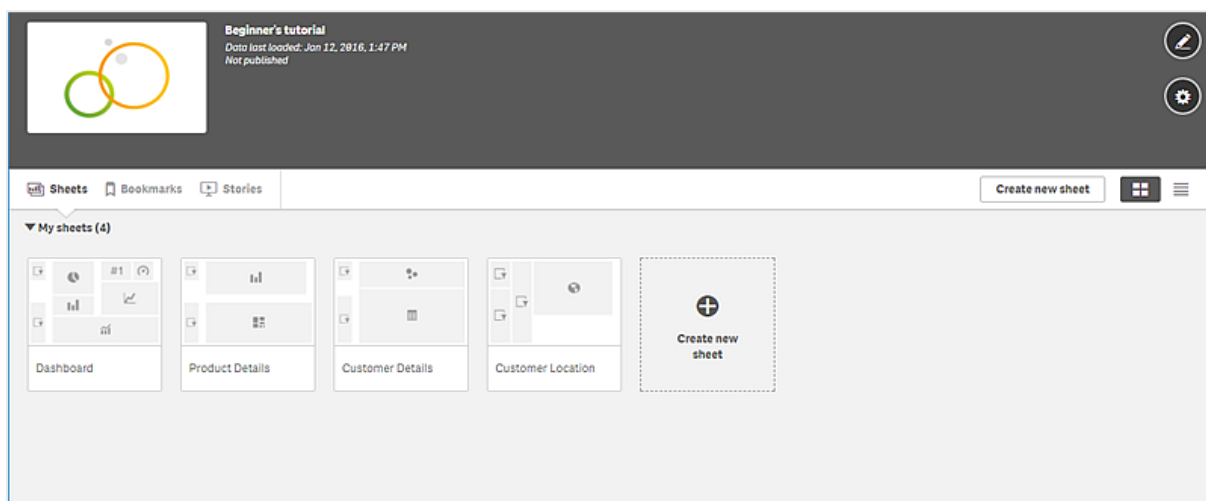 Beginner's tutorial
Data last loaded: Jan 12, 2016, 1:47 PM
Not published
Sheets Bookmarks Stories
Create new sheet
My sheets (4)
#1
Dashboard
Product Details
Customer Details
Customer Location
Create new
sheet